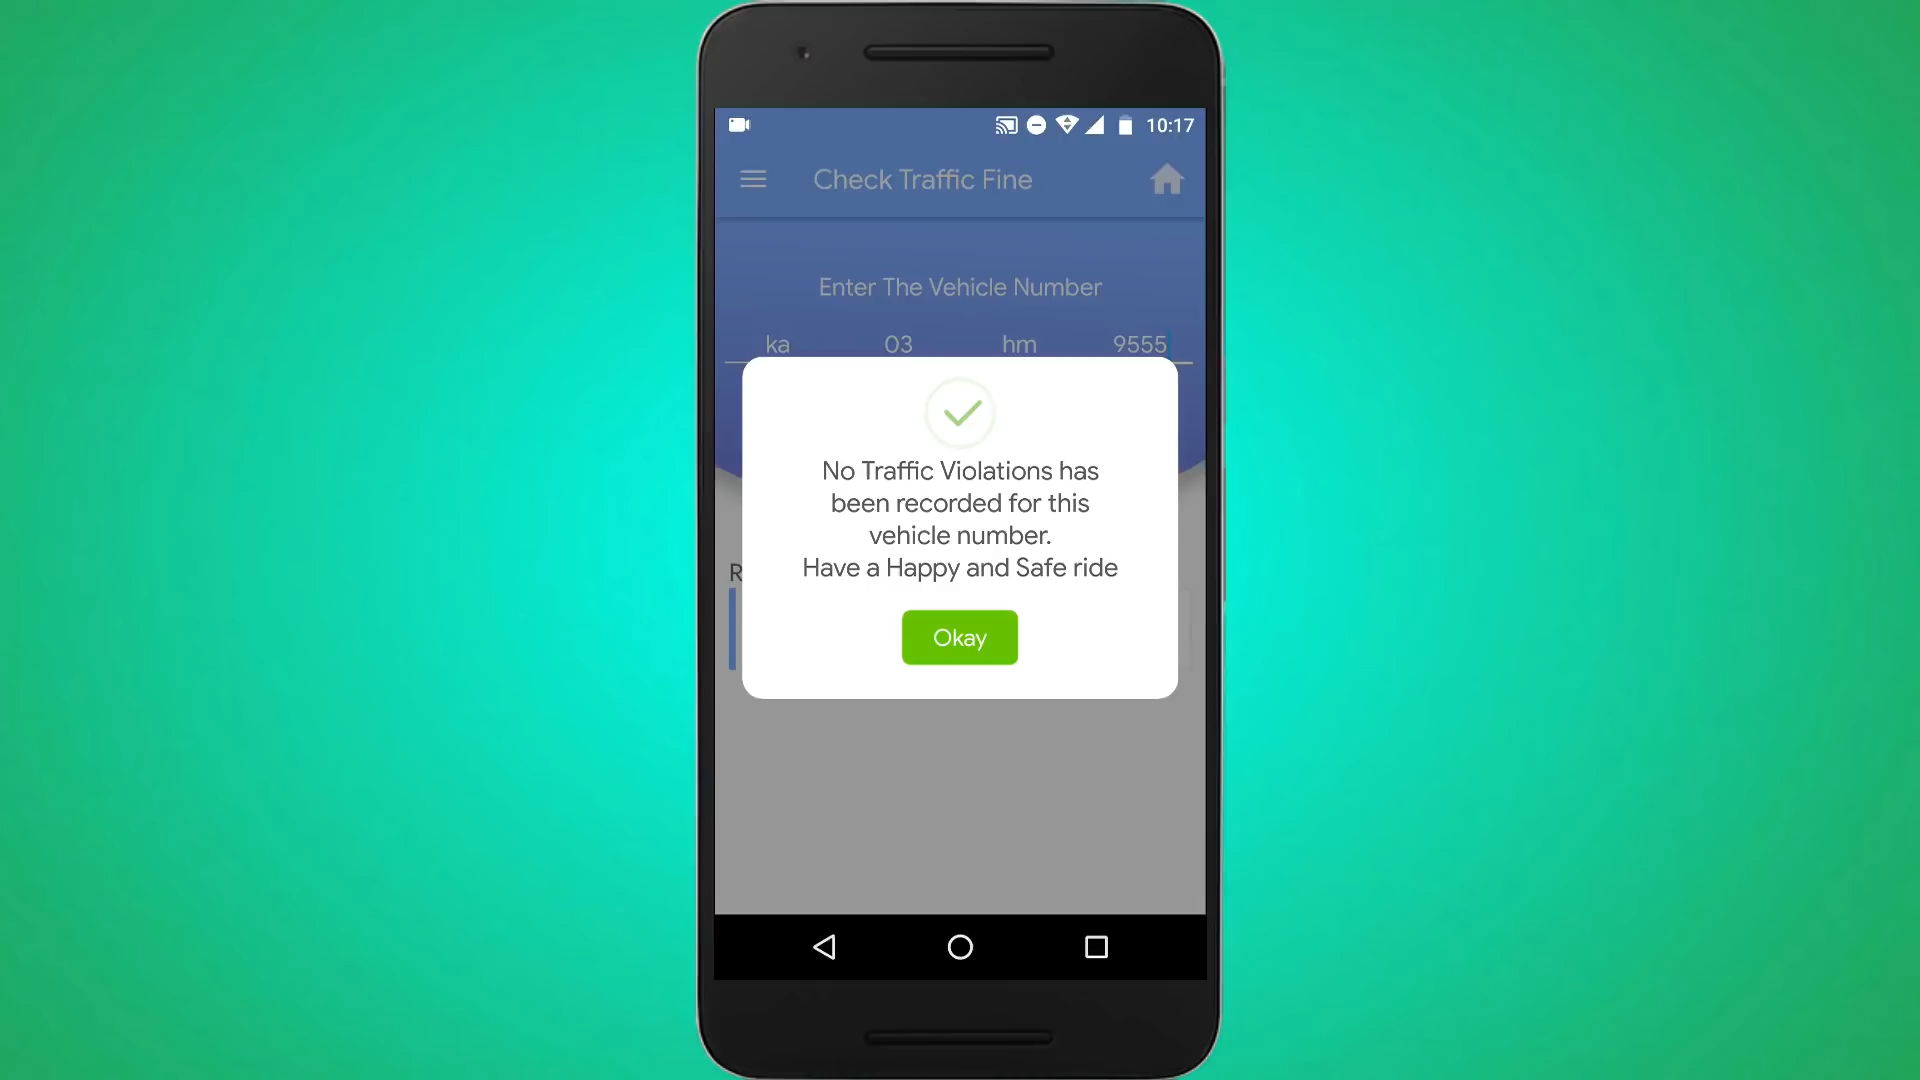 10:17
Check Traffic Fine
Enter The Vehicle Number
ka 03 hm 9555
No Traffic Violations has
been recorded for this
vehicle number.
Have a Happy and Safe ride
R
Okay